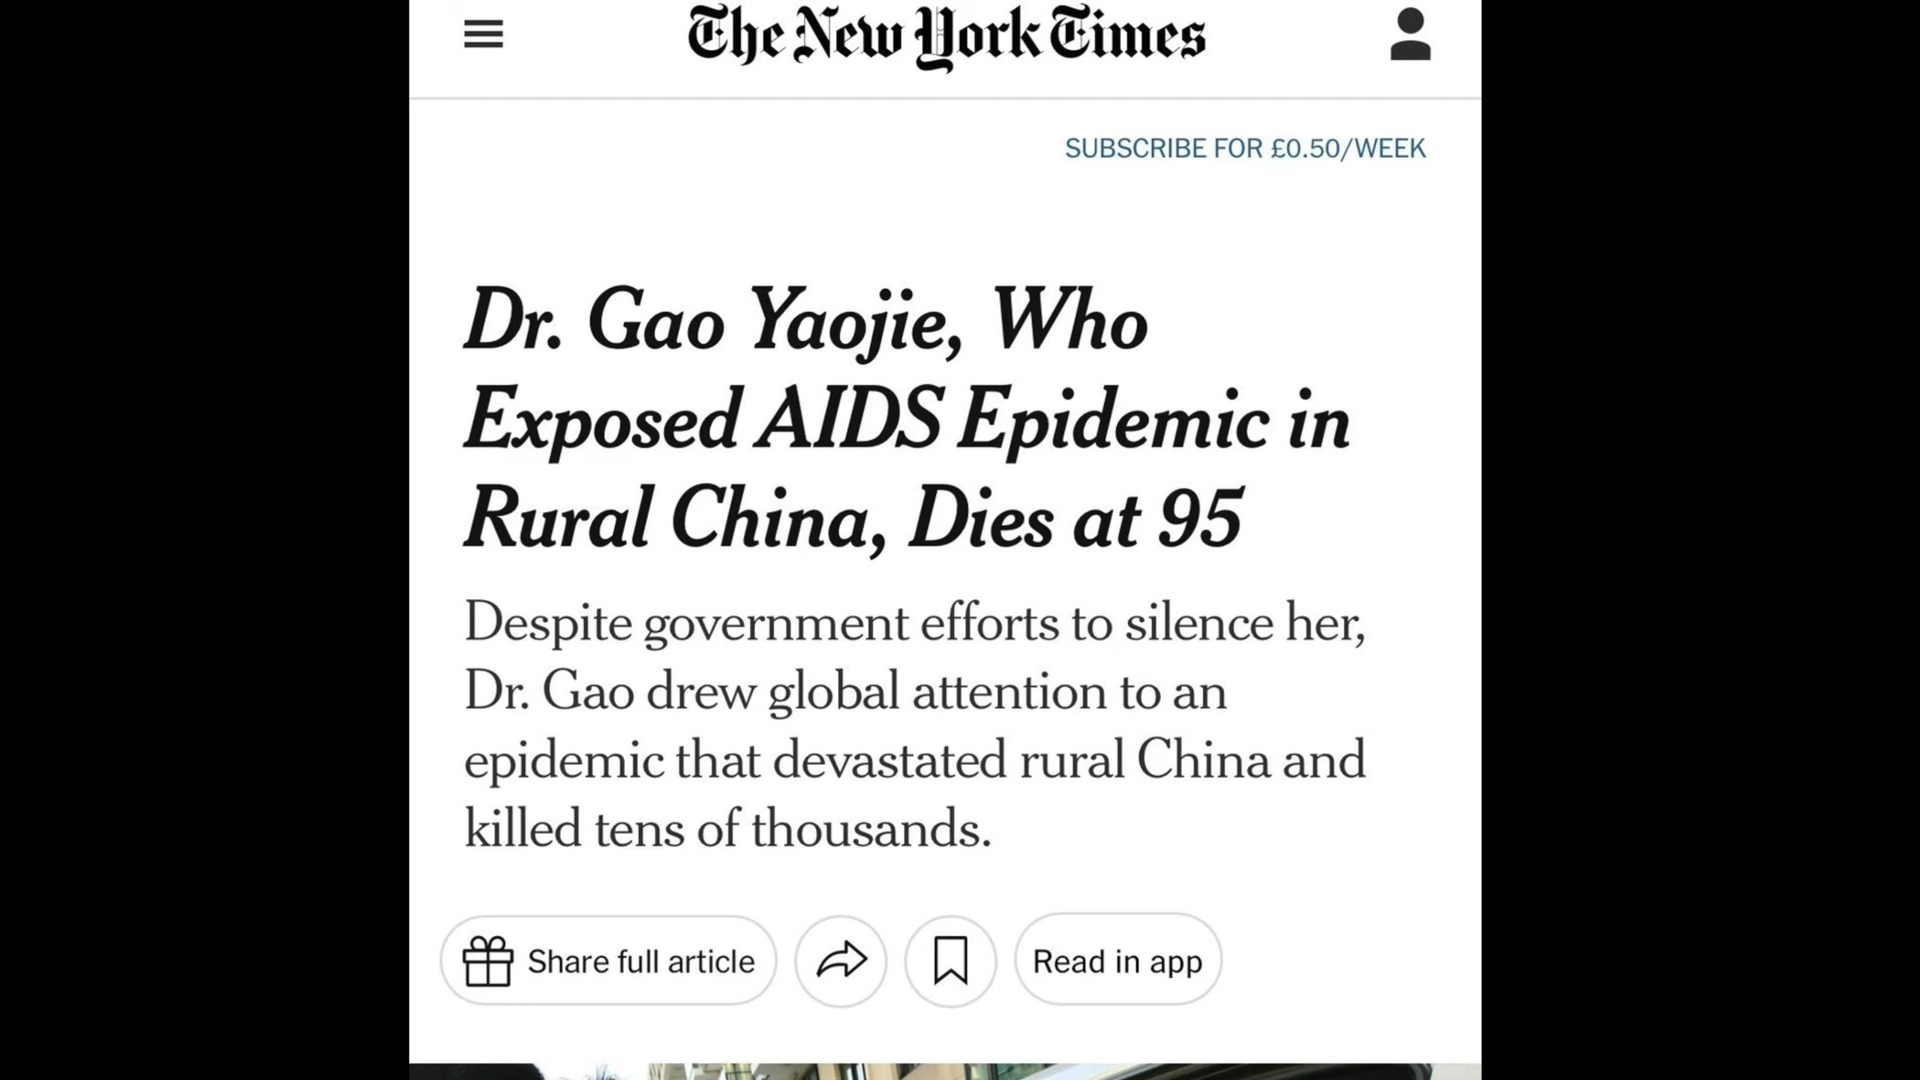 The New York Times
SUBSCRIBE FOR £0.50/WEEK
Dr. Gao Yaojie, Who
Exposed AIDS Epidemic in
Rural China, Dies at 95
Despite government efforts to silence her,
Dr. Gao drew global attention to an
epidemic that devastated rural China and
killed tens of thousands.
Share full article
Read in app